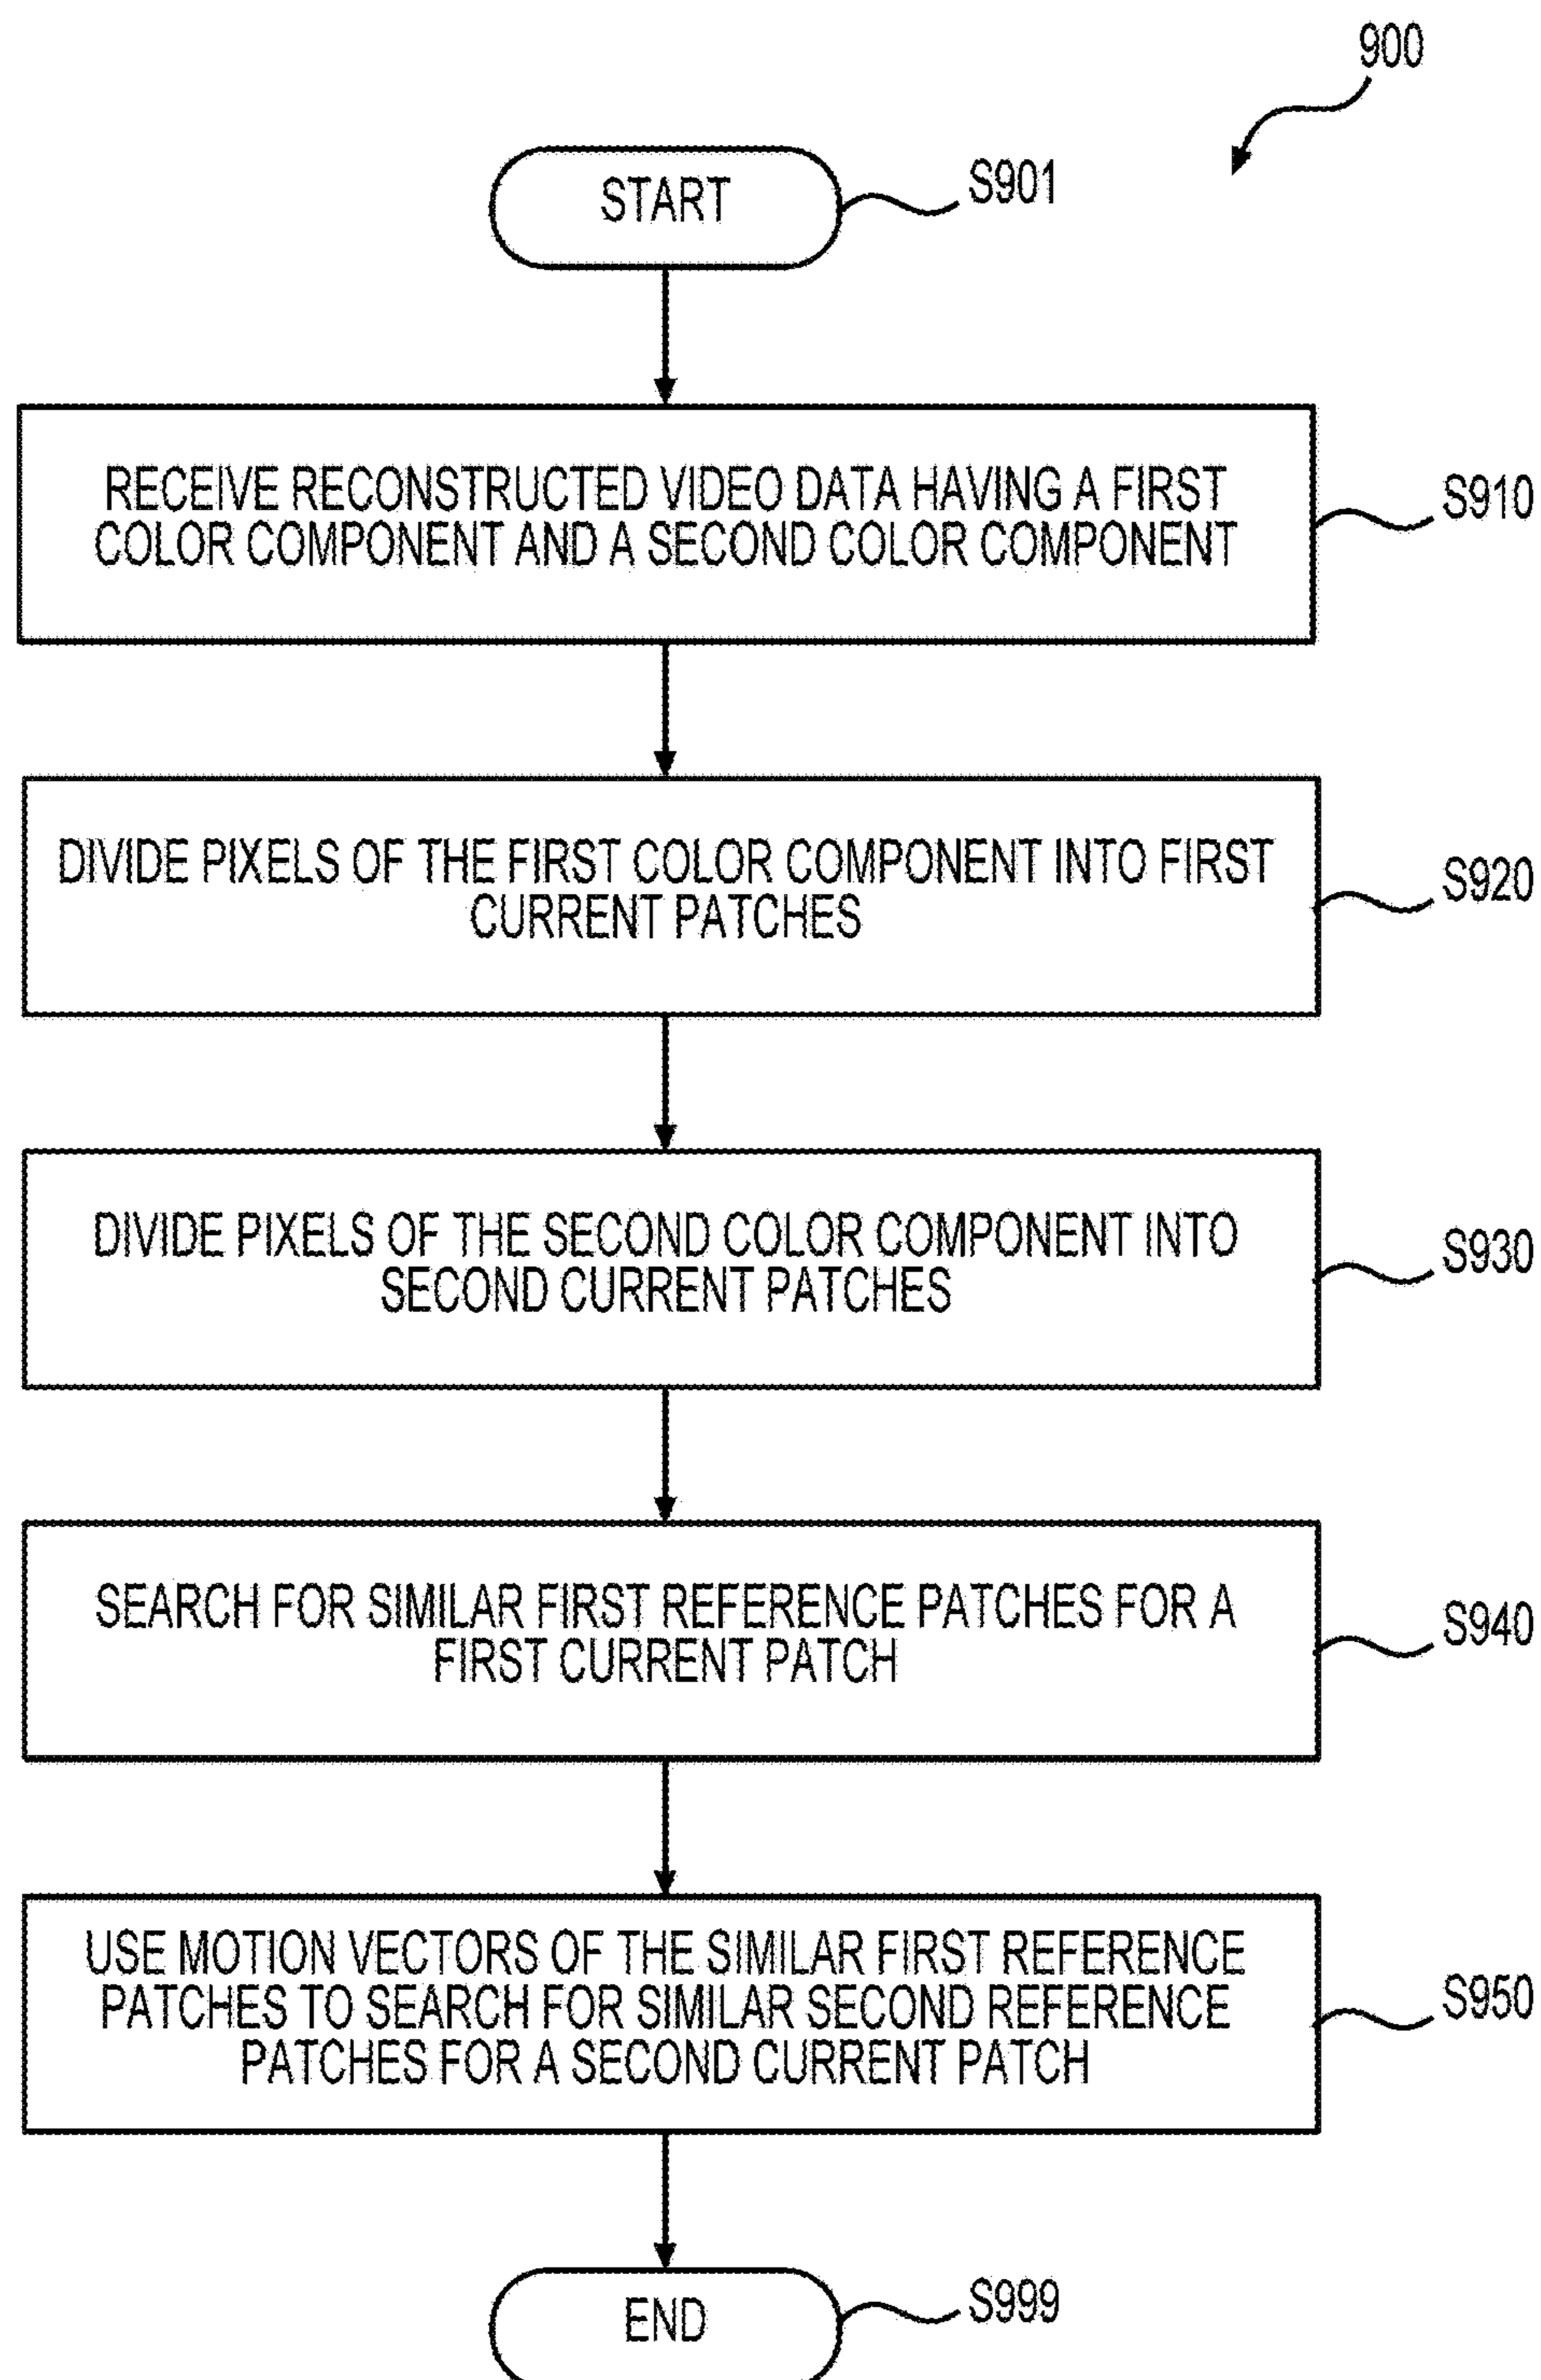 900
START
S901
RECEIVE RECONSTRUCTED VIDEO DATA HAVING A FIRST
COLOR COMPONENT AND A SECOND COLOR COMPONENT
S910
DIVIDE PIXELS OF THE FIRST COLOR COMPONENT INTO FIRST
CURRENT PATCHES
S920
DIVIDE PIXELS OF THE SECOND COLOR COMPONENT INTO
SECOND CURRENT PATCHES
S930
SEARCH FOR SIMILAR FIRST REFERENCE PATCHES FOR A
FIRST CURRENT PATCH
S940
USE MOTION VECTORS OF THE SIMILAR FIRST REFERENCE
PATCHES TO SEARCH FOR SIMILAR SECOND REFERENCE
PATCHES FOR A SECOND CURRENT PATCH
S950
END
S999